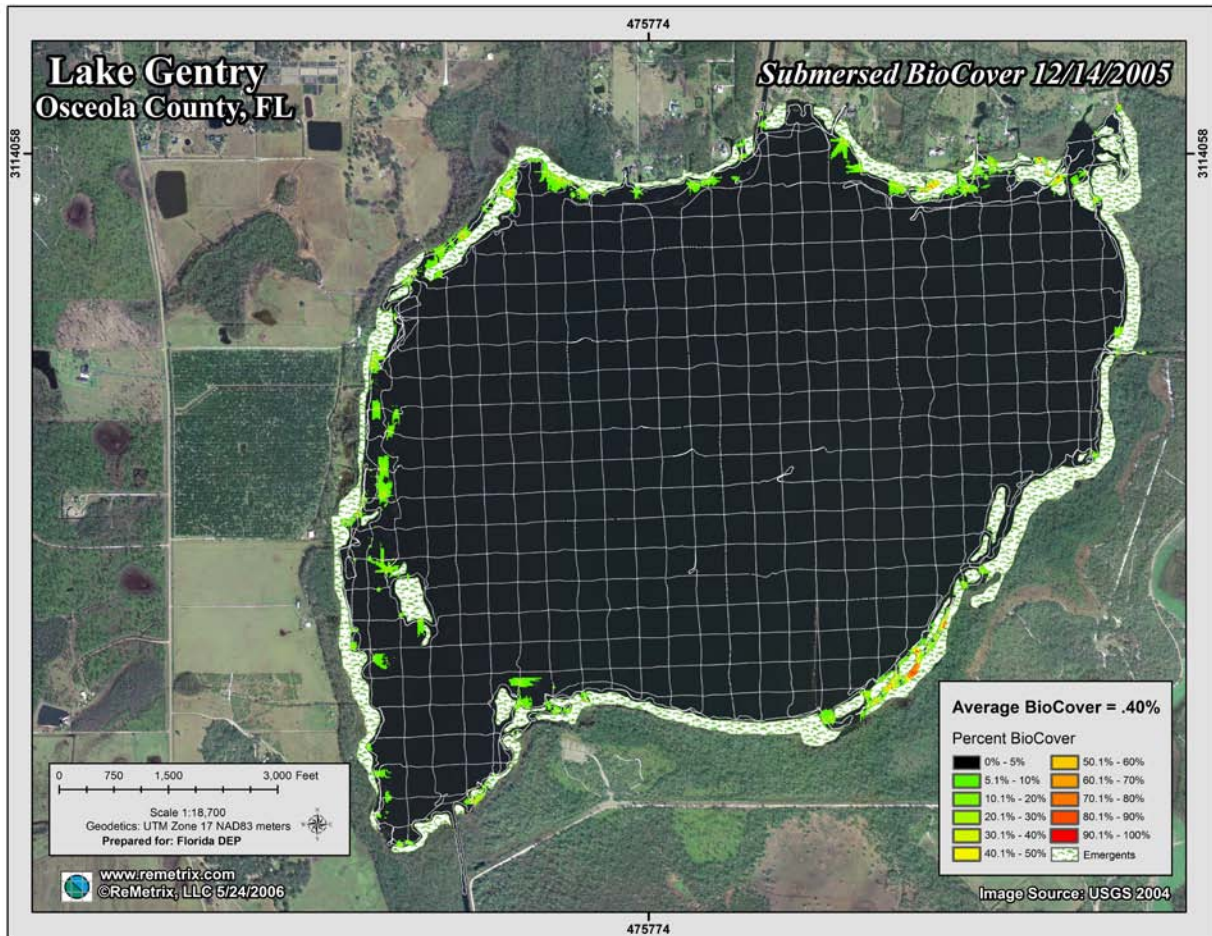 475774
Lake Gentry
Osceola County, FL
Submersed BioCover 12/14/2005
3114058
3114058
Average BioCover = .40%
Percent BioCover
0% - 5%
5.1% - 10%
10.1% - 20%
20.1% - 30%
30.1% - 40%
40.1% - 50%
50.1% - 60%
60.1% - 70%
70.1% - 80%
80.1% - 90%
90.1% - 100%
Emergents
0 750 1,500 3,000 Feet
Scale 1:18,700
Geodetics: UTM Zone 17 NAD83 meters
Prepared for: Florida DEP
www.remetrix.com
©ReMetrix, LLC 5/24/2006
Image Source: USGS 2004
475774